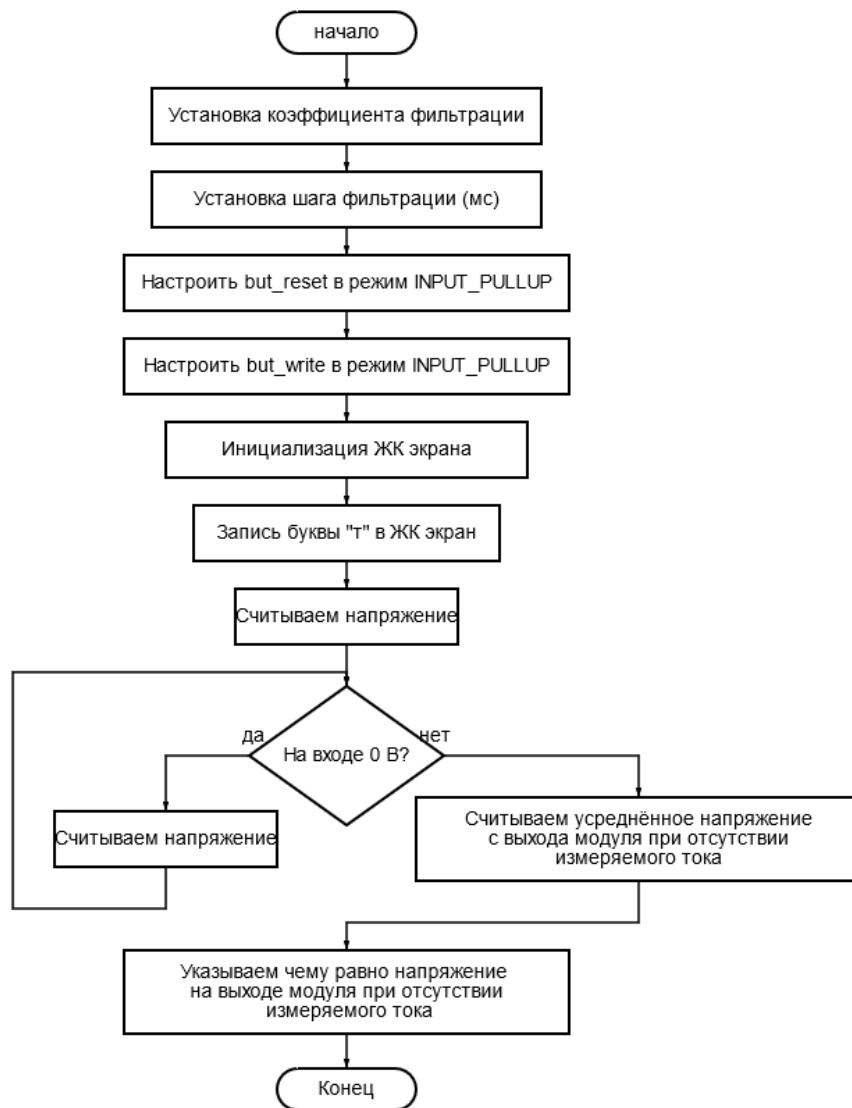 начало
Установка коэффициента фильтрации
Установка шага фильтрации (мс)
Настроить but_reset в режим INPUT_PULLUP
Настроить but_write в режим INPUT_PULLUP
Инициализация ЖК экрана
Запись буквы "т" в ЖК экран
Считываем напряжение
да
нет
На входе 0 В?
Считываем напряжение
Считываем усреднённое напряжение
с выхода модуля при отсутствии
измеряемого тока
Указываем чему равно напряжение
на выходе модуля при отсутствии
измеряемого тока
Конец